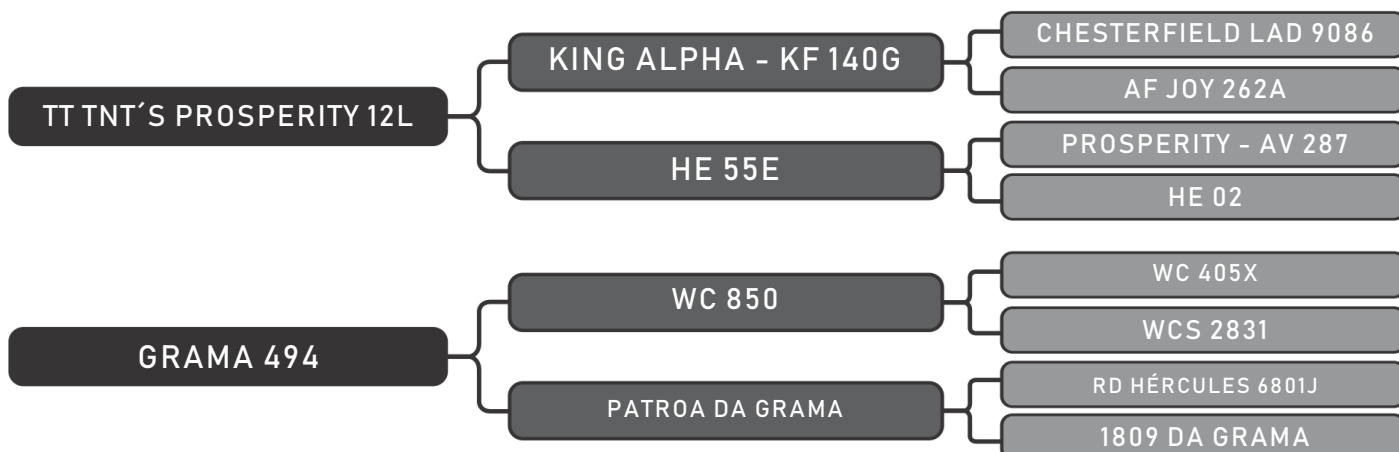 TT TNT´S PROSPERITY 12L
KING ALPHA - KF 140G
CHESTERFIELD LAD 9086
AF JOY 262A
HE 55E
PROSPERITY - AV 287
HE 02
GRAMA 494
WC 850
WC 405X
WCS 2831
PATROA DA GRAMA
RD HÉRCULES 6801J
1809 DA GRAMA